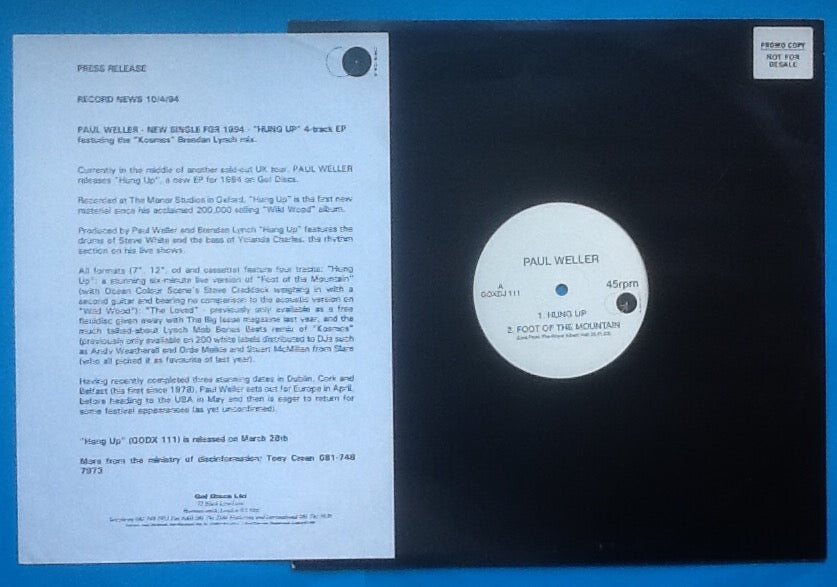 PRESS RELEASE
RECORD NEWS 10/4/94
PAUL WELLER - NEW SINGLE FOR 1994 - "HUNG UP" 4-track EP
featuring the "Kosmos" Brendan Lynch mix.
Currently in the middle of another sold-out UK tour, PAUL WELLER
releases "Hung Up", a new EP for 1994 on Go! Discs.
Recorded at The Manor Studios in Oxford, "Hung Up" is the first new
material since his acclaimed 200,000 selling "Wild Wood" album.
Produced by Paul Weller and Brendan Lynch "Hung Up" features the
drums of Steve White and the bass of Yolanda Charles, the rhythm
section on his live shows.
All formats (7", 12", cd and cassette) feature four tracks: "Hung
Up"; a stunning six-minute live version of "Foot of the Mountain"
(with Ocean Colour Scene's Steve Craddock weighing in with a
second guitar and bearing no comparison to the acoustic version on
"Wild Wood"); "The Loved" - previously only available as a free
flexidisc given away with The Big Issue magazine last year, and the
much talked-about Lynch Mob Bonus Beats remix of "Kosmos"
(previously only available on 200 white labels distributed to DJs such
as Andy Weatherall and Orde Meikle and Stuart McMillan from Slam
(who all picked it as favourite of last year).
Having recently completed three stunning dates in Dublin, Cork and
Belfast (his first since 1978), Paul Weller sets out for Europe in April,
before heading to the USA in May and then is eager to return for
some festival appearances (as yet unconfirmed).
"Hung Up" (GODX 111) is released on March 28th
More from the ministry of discinformation: Tony Crean 081-748
7973
Go! Discs Ltd
PROMO COPY
NOT FOR
RESALE
PAUL WELLER
A
GOXDJ 111
45rpm
1. HUNG UP
2. FOOT OF THE MOUNTAIN